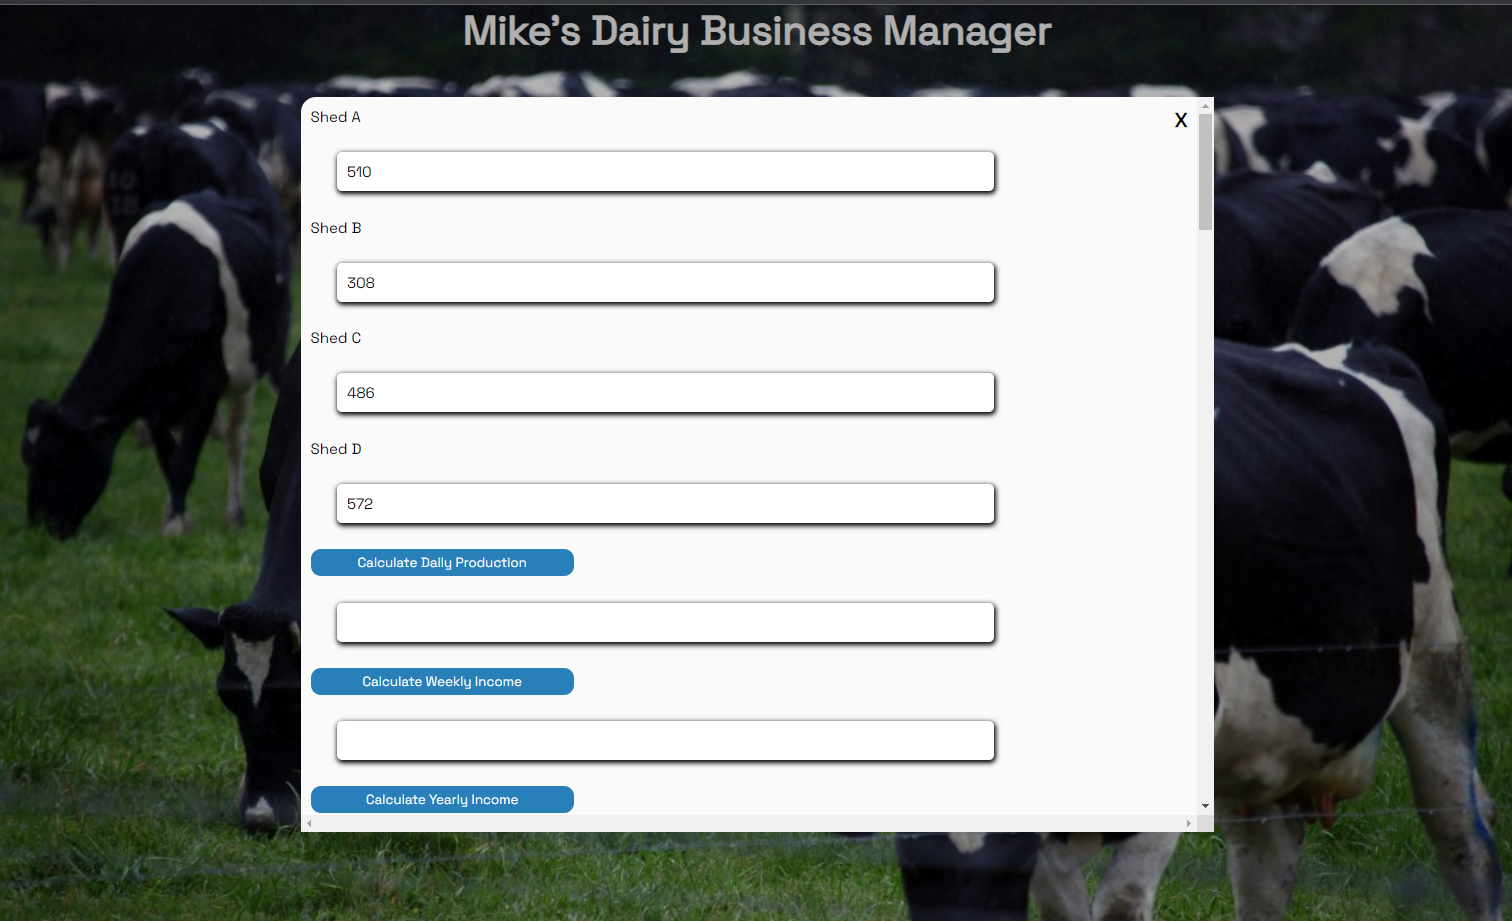 Mike's Dairy Business Manager
X
Shed A
510
Shed B
308
Shed C
486
Shed D
572
Calculate Daily Production
Calculate Weekly Income
Calculate Yearly Income